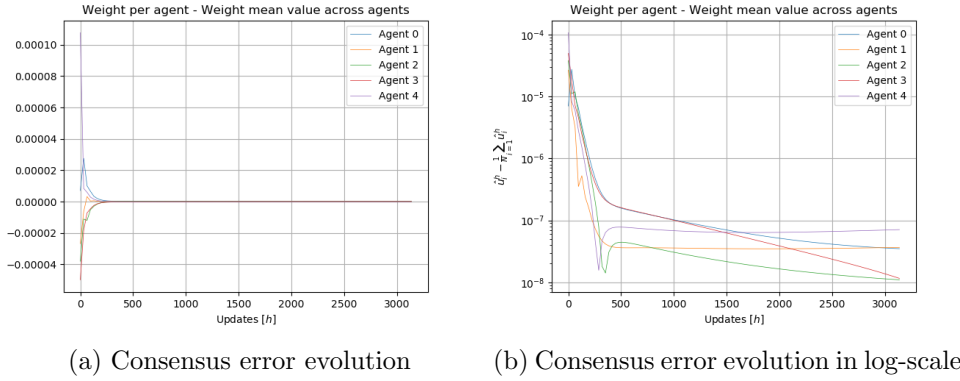 Weight per agent - Weight mean value across agents
0.00010
0.00008
0.00006
0.00004
0.00002
0.00000
−0.00002
−0.00004
0 500 1000 1500 2000 2500 3000
Updates [h]
Agent 0
Agent 1
Agent 2
Agent 3
Agent 4
(a) Consensus error evolution
Weight per agent - Weight mean value across agents
10⁻⁴
10⁻⁵
10⁻⁶
10⁻⁷
10⁻⁸
0 500 1000 1500 2000 2500 3000
Updates [h]
Agent 0
Agent 1
Agent 2
Agent 3
Agent 4
(b) Consensus error evolution in log-scale